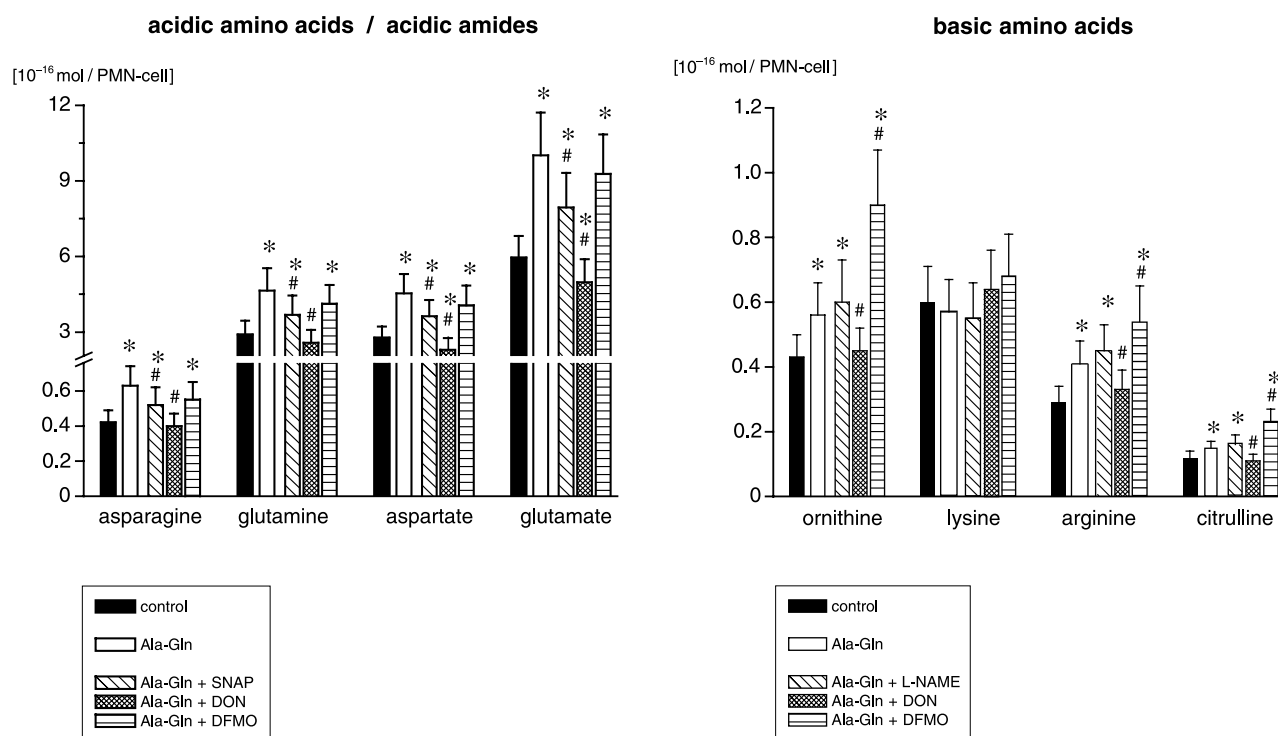 acidic amino acids / acidic amides
[10⁻¹⁶ mol / PMN-cell]
12
9
6
3
0.6
0.4
0.2
0
* * * *
# #
* * * *
# #
* * * * *
# #
* * * * *
# #
asparagine glutamine aspartate glutamate
control
Ala-Gln
Ala-Gln + SNAP
Ala-Gln + DON
Ala-Gln + DFMO
basic amino acids
[10⁻¹⁶ mol / PMN-cell]
1.2
1.0
0.8
0.6
0.4
0.2
0
* * # * #
* * # * #
* * # * #
ornithine lysine arginine citrulline
control
Ala-Gln
Ala-Gln + L-NAME
Ala-Gln + DON
Ala-Gln + DFMO